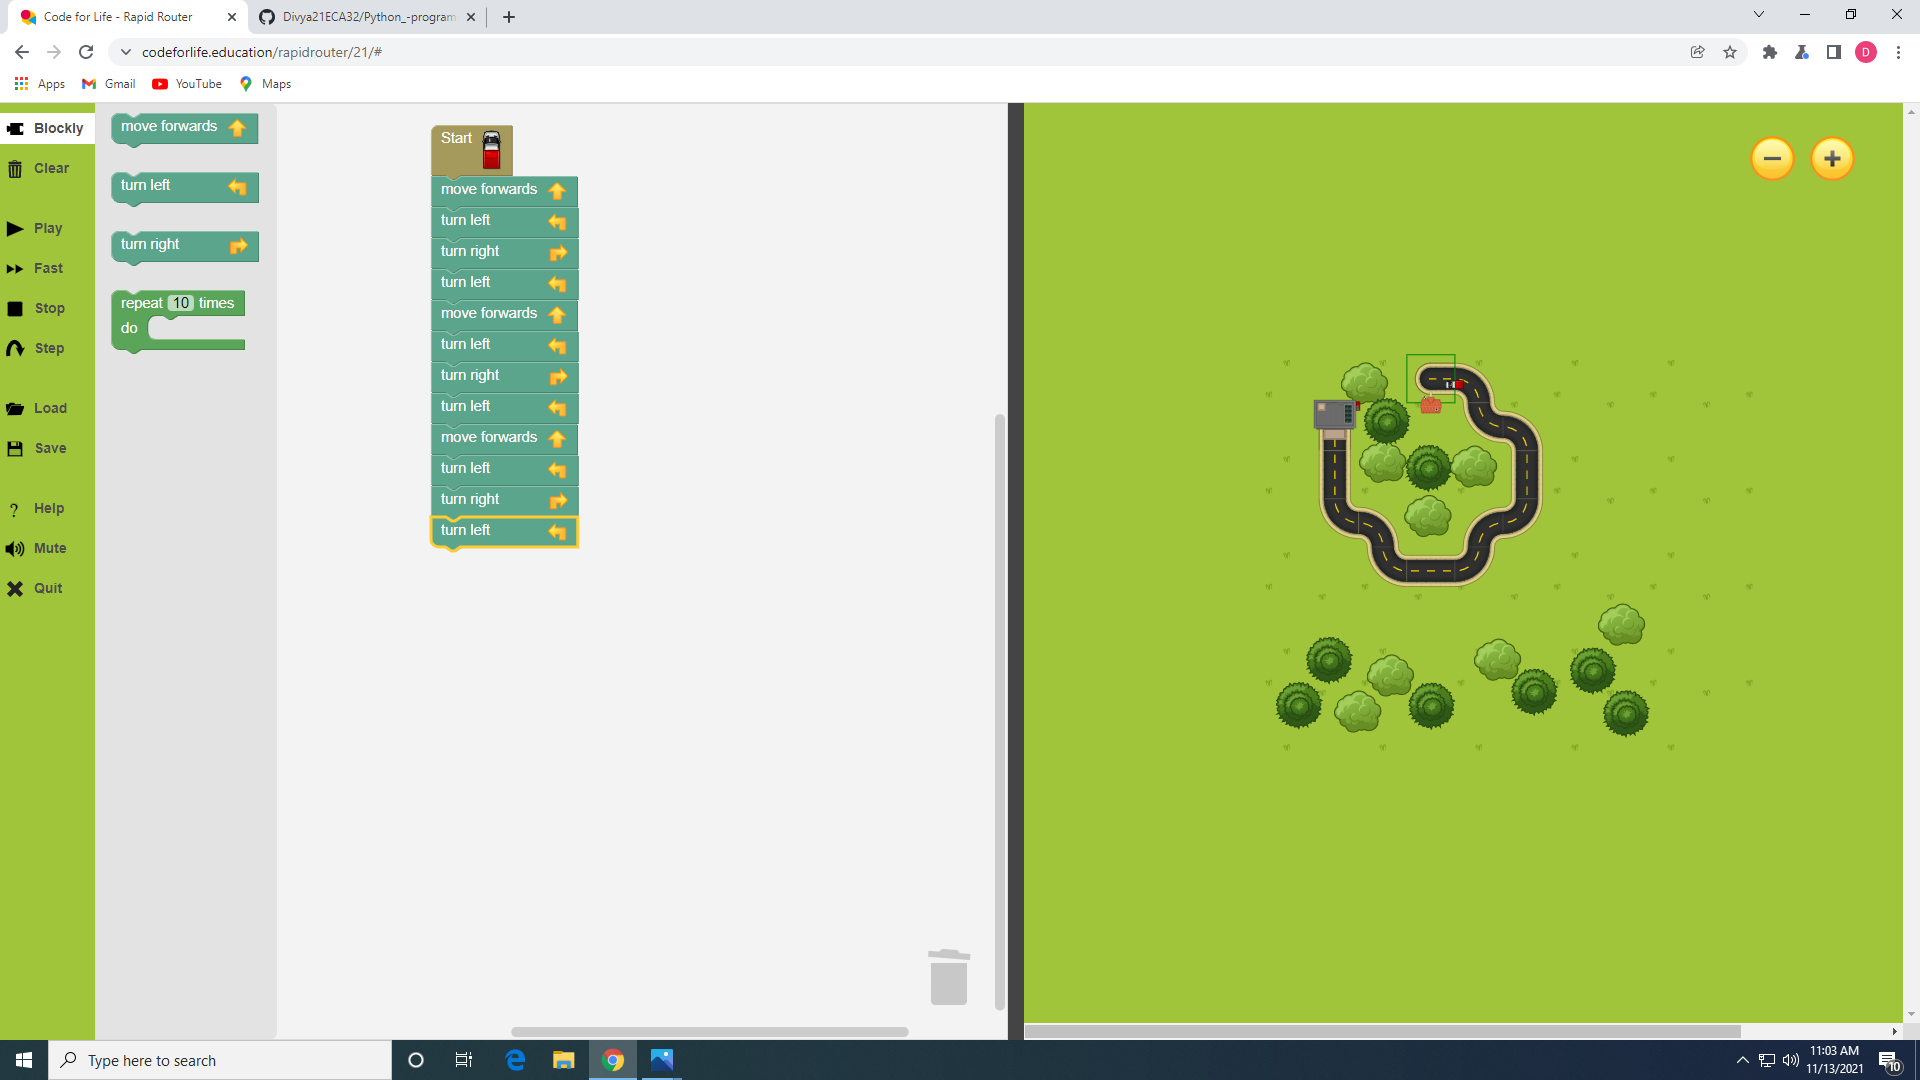 Code for Life - Rapid Router
Divya21ECA32/Python_-program
codeforlife.education/rapidrouter/21/#
D
Apps
Gmail
YouTube
Maps
Blockly
Clear
Play
Fast
Stop
Step
Load
Save
Help
Mute
Quit
move forwards
turn left
turn right
repeat 10 times
do
Start
move forwards
turn left
turn right
turn left
move forwards
turn left
turn right
turn left
move forwards
turn left
turn right
turn left
Type here to search
11:03 AM
11/13/2021
10